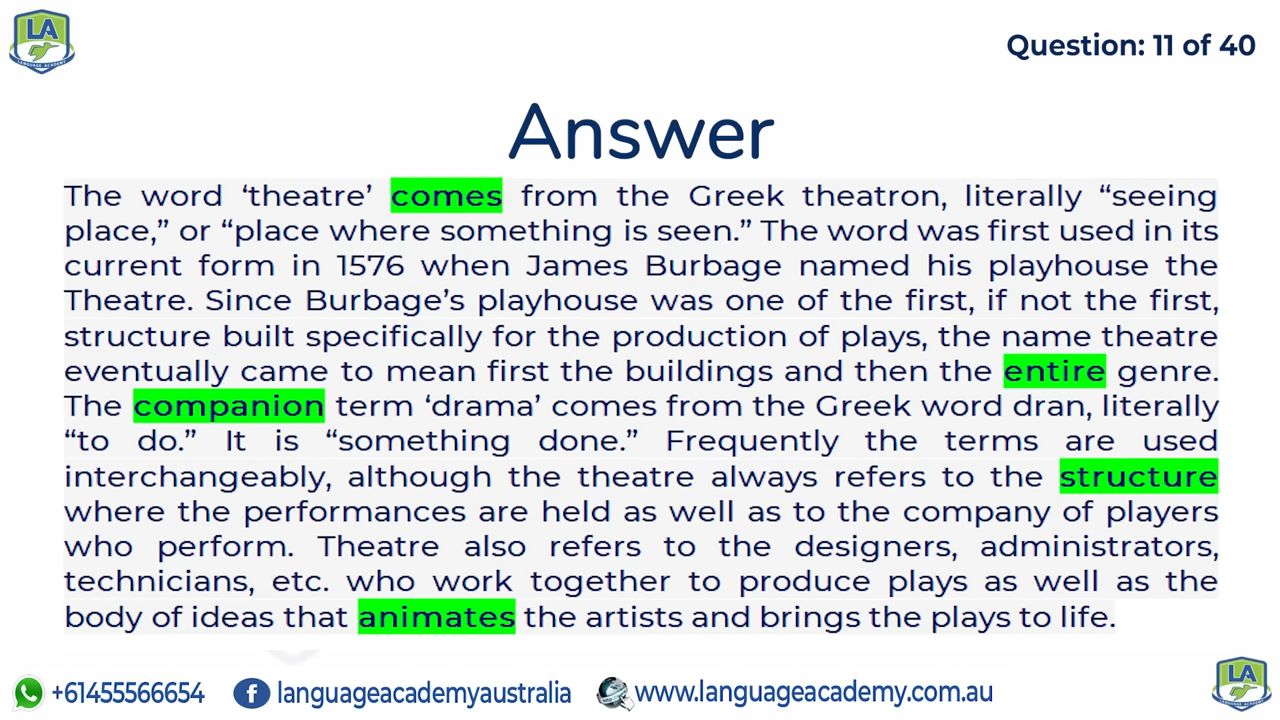 LA
LANGUAGE ACADEMY
Question: 11 of 40
Answer
The word ‘theatre’ comes from the Greek theatron, literally “seeing
place,” or “place where something is seen.” The word was first used in its
current form in 1576 when James Burbage named his playhouse the
Theatre. Since Burbage’s playhouse was one of the first, if not the first,
structure built specifically for the production of plays, the name theatre
eventually came to mean first the buildings and then the entire genre.
The companion term ‘drama’ comes from the Greek word dran, literally
“to do.” It is “something done.” Frequently the terms are used
interchangeably, although the theatre always refers to the structure
where the performances are held as well as to the company of players
who perform. Theatre also refers to the designers, administrators,
technicians, etc. who work together to produce plays as well as the
body of ideas that animates the artists and brings the plays to life.
+61455566654 languageacademyaustralia www.languageacademy.com.au
LA
LANGUAGE ACADEMY